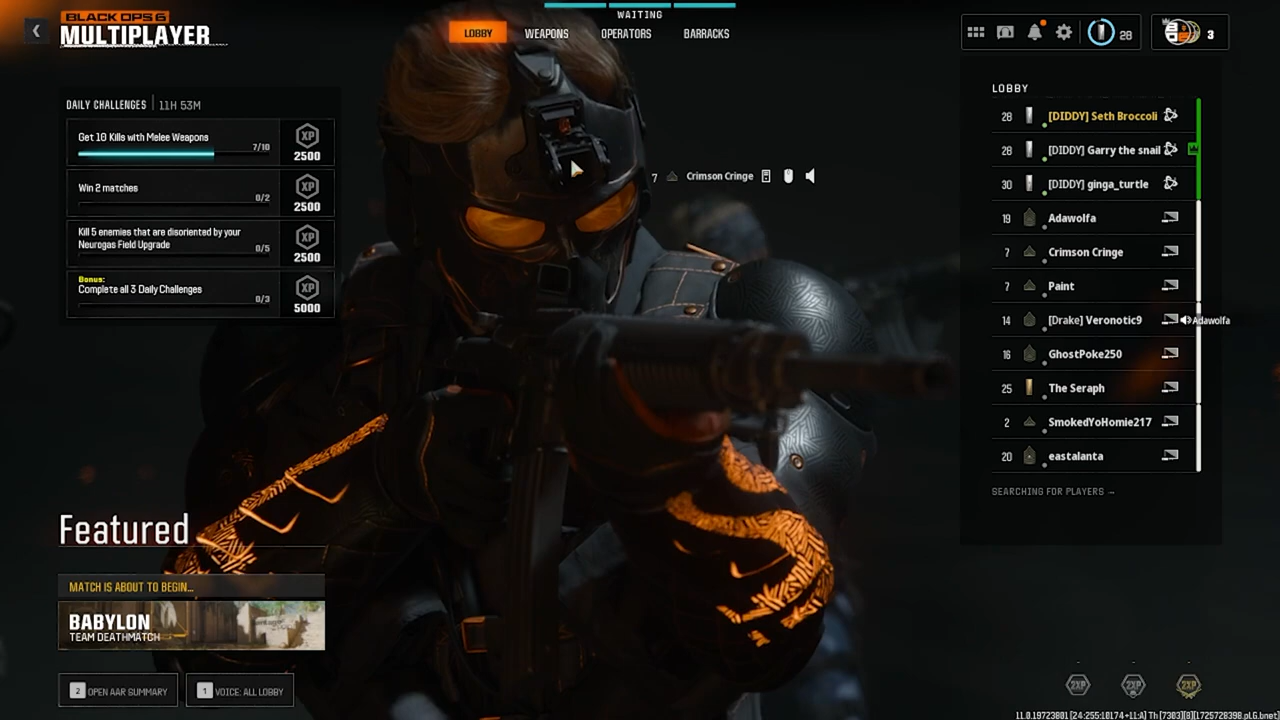 BLACK OPS 6
MULTIPLAYER
WAITING
LOBBY
WEAPONS
OPERATORS
BARRACKS
28
3
DAILY CHALLENGES
11H 53M
Get 10 Kills with Melee Weapons
7/10
XP
2500
Win 2 matches
0/2
XP
2500
Kill 5 enemies that are disoriented by your
Neurogas Field Upgrade
0/5
XP
2500
Bonus:
Complete all 3 Daily Challenges
0/3
XP
5000
7 Crimson Cringe
LOBBY
28 [DIDDY] Seth Broccoli
28 [DIDDY] Garry the snail
30 [DIDDY] ginga_turtle
19 Adawolfa
7 Crimson Cringe
7 Paint
14 [Drake] Veronotic9
Adawolfa
16 GhostPoke250
25 The Seraph
2 SmokedYoHomie217
20 eastalanta
SEARCHING FOR PLAYERS
Featured
MATCH IS ABOUT TO BEGIN...
BABYLON
TEAM DEATHMATCH
2 OPEN AAR SUMMARY
1 VOICE: ALL LOBBY
2XP
2XP
2XP